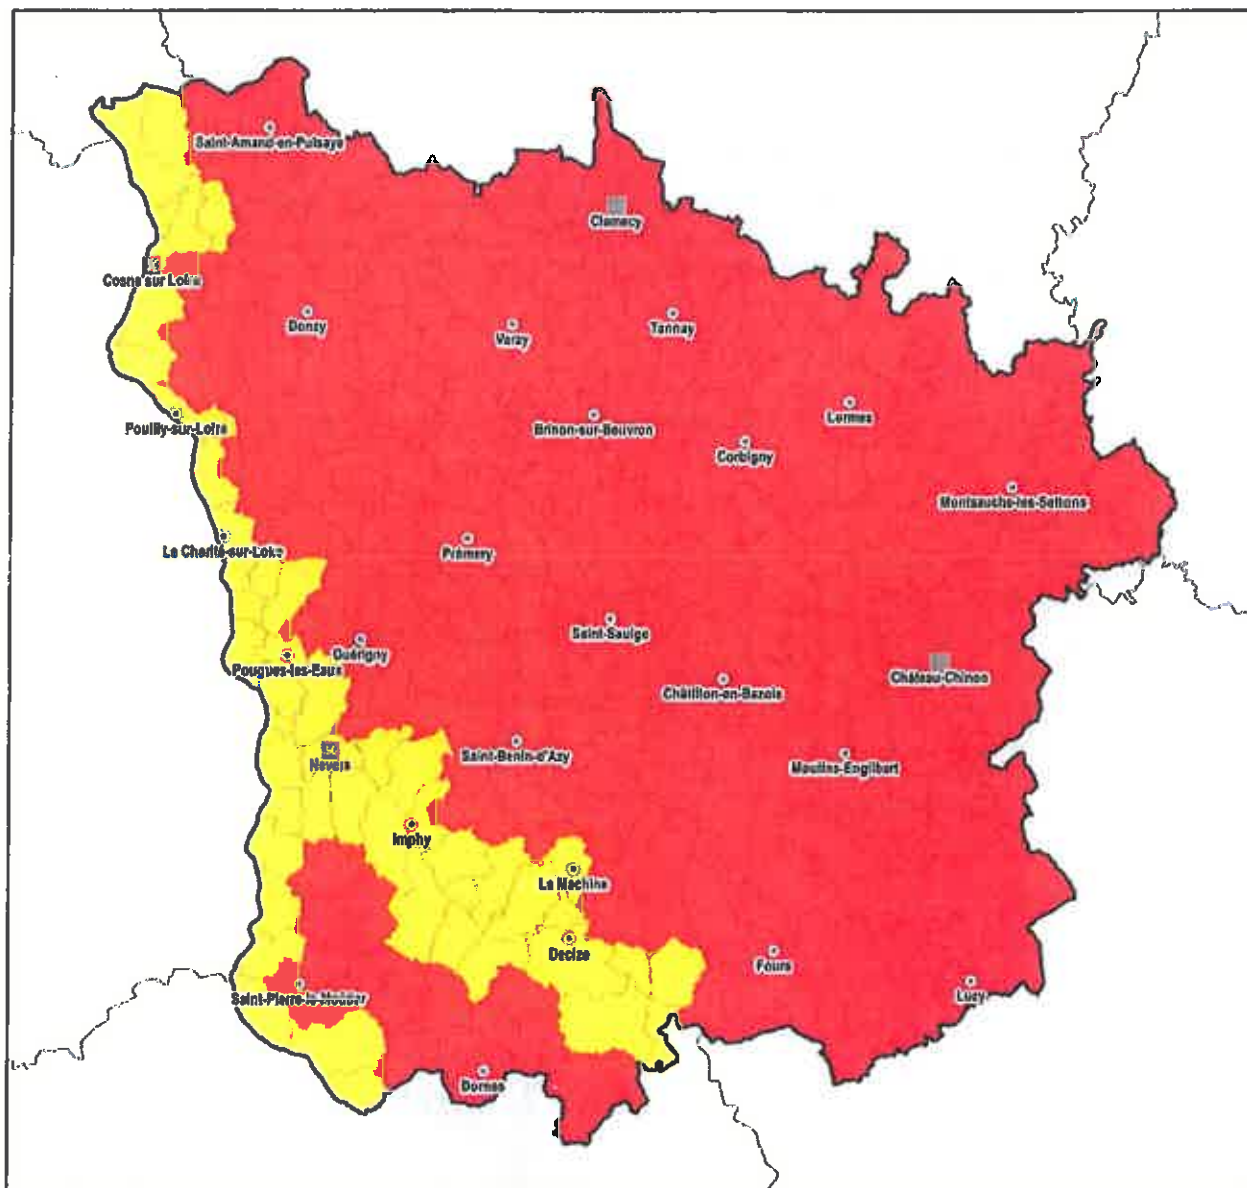 Saint-Amand-en-Puisaye
Clamecy
Cosne sur Loire
Donzy
Varzy
Tannay
Pouilly-sur-Loire
Brinon-sur-Beuvron
Lormes
Corbigny
Montsauche-les-Settons
La Charité-sur-Loire
Prémery
Saint-Saulge
Guérigny
Pougues-les-Eaux
Châtillon-en-Bazois
Château-Chinon
Nevers
Saint-Benin-d'Azy
Moulins-Engilbert
Imphy
La Machine
Decize
Fours
Saint-Pierre-le-Moutier
Luzy
Dornes